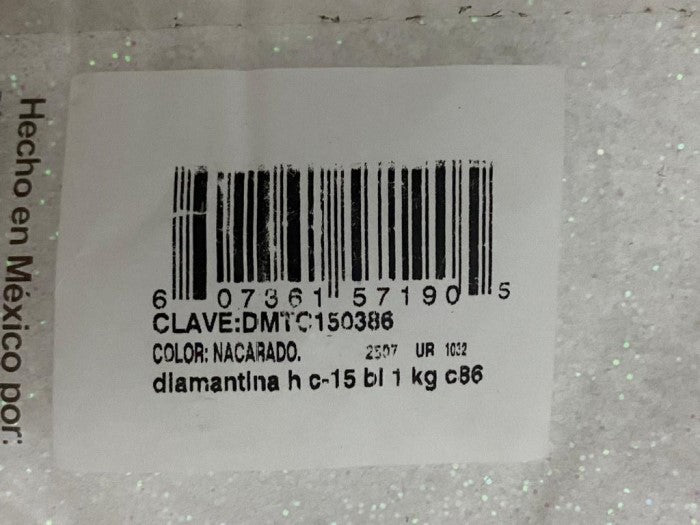 Hecho en México por:
6 07361 57190 5
CLAVE:DMTC150386
COLOR: NACARADO. 2507 UR 1032
diamantina h c-15 bl 1 kg c86